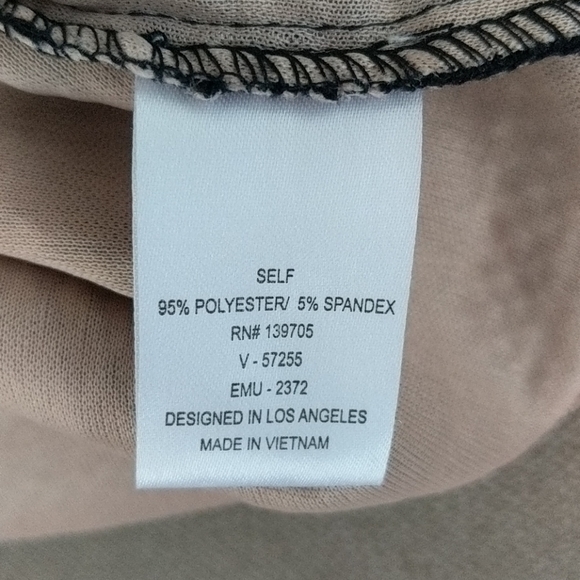 SELF
95% POLYESTER/ 5% SPANDEX
RN# 139705
V - 57255
EMU - 2372
DESIGNED IN LOS ANGELES
MADE IN VIETNAM